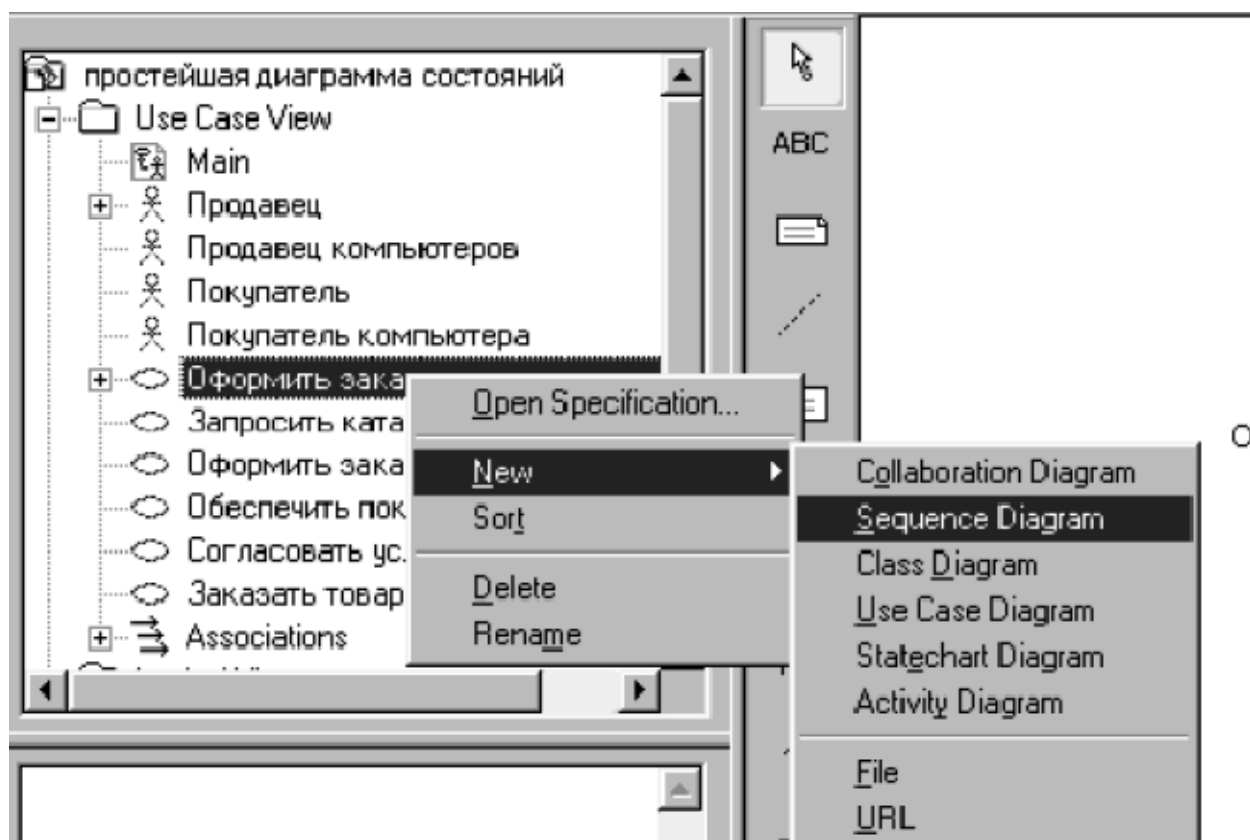 простейшая диаграмма состояний
Use Case View
Main
ABC
Продавец
Продавец компьютеров
Покупатель
Покупатель компьютера
Оформить зака
Запросить ката
Оформить зака
Обеспечить пок
Согласовать ус.
Заказать товар
Associations
Open Specification...
New
Sort
Delete
Rename
Collaboration Diagram
Sequence Diagram
Class Diagram
Use Case Diagram
Statechart Diagram
Activity Diagram
File
URL